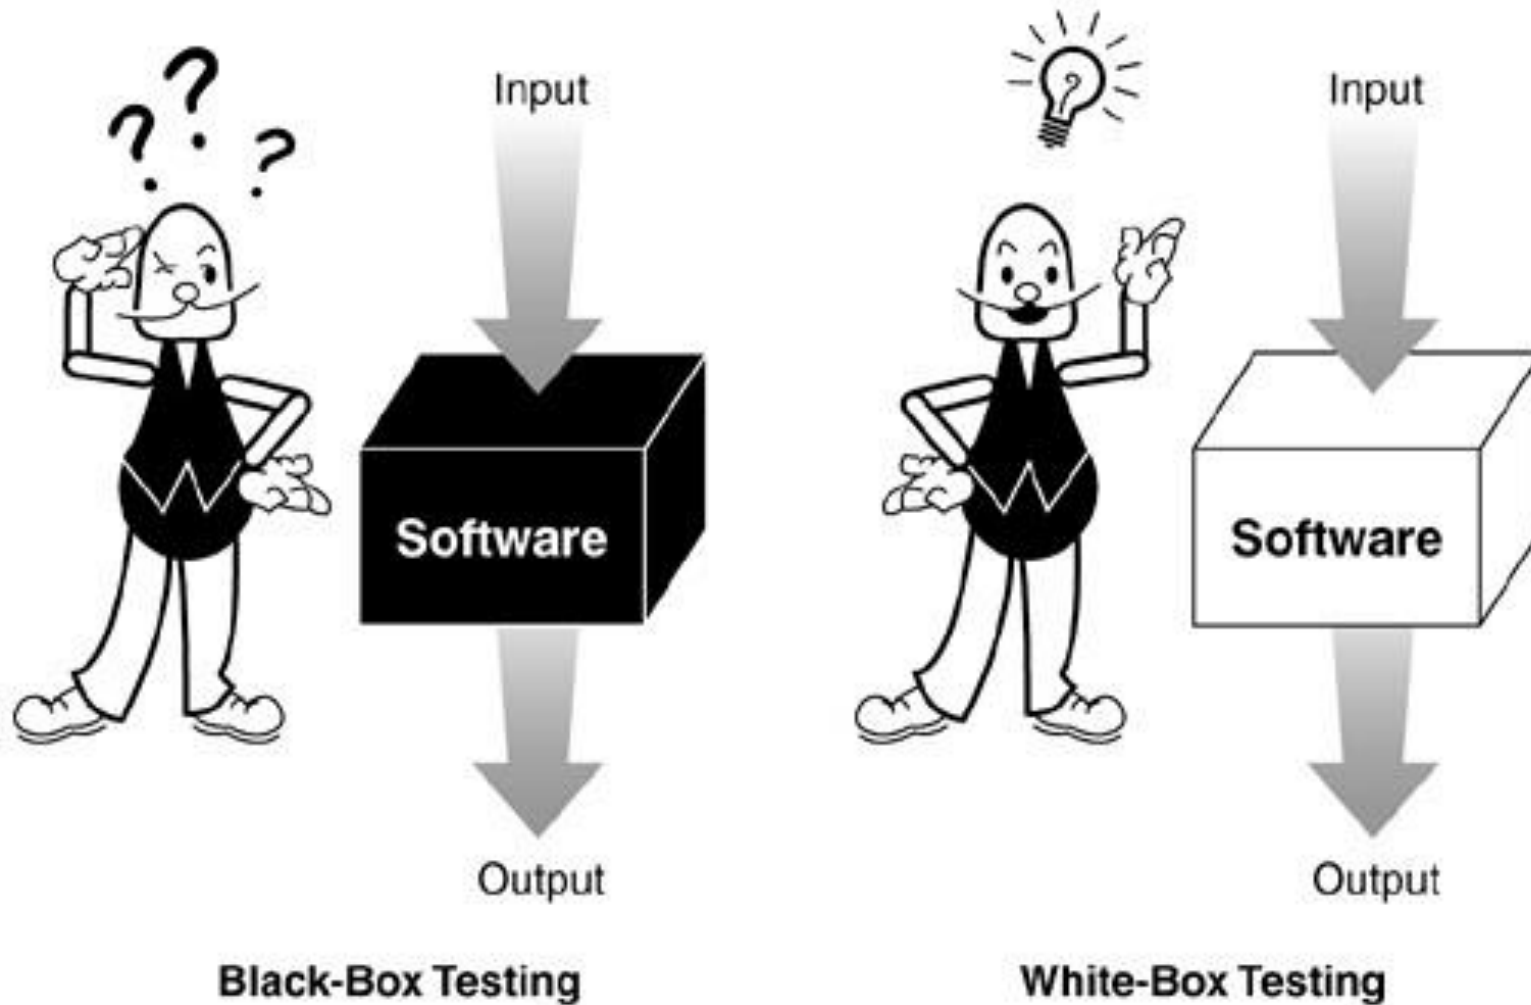 Input
Software
Output
Black-Box Testing
Input
Software
Output
White-Box Testing